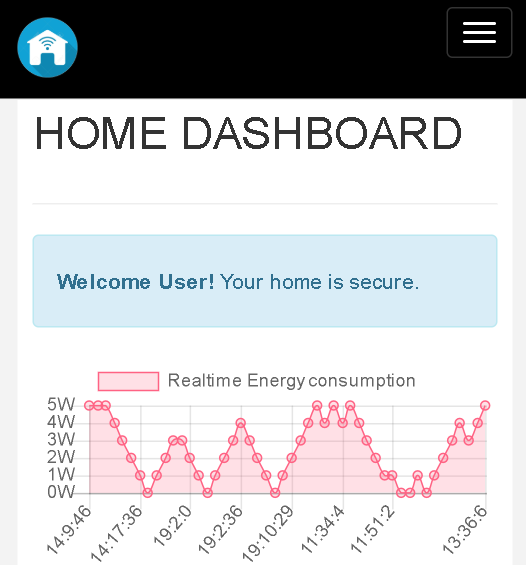 HOME DASHBOARD
Welcome User! Your home is secure.
Realtime Energy consumption
5W
4W
3W
2W
1W
0W
14:9:46
14:17:36
19:2:0
19:2:36
19:10:29
11:34:4
11:51:2
13:36:6